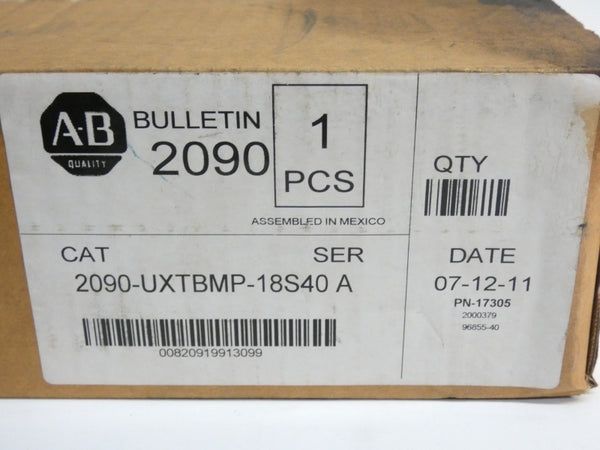 A-B
QUALITY
BULLETIN
2090
1
PCS
ASSEMBLED IN MEXICO
QTY
CAT SER
2090-UXTBMP-18S40 A
00820919913099
DATE
07-12-11
PN-17305
2000379
96855-40